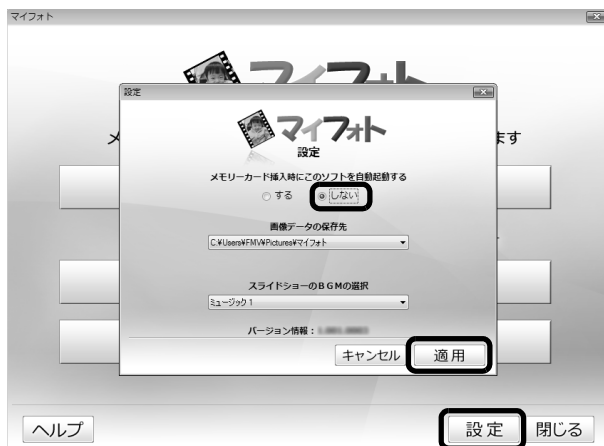 マイフォト
マイフォト
メ
ます
設定
マイフォト
設定
メモリーカード挿入時にこのソフトを自動起動する
する
しない
画像データの保存先
C:¥Users¥FMV¥Pictures¥マイフォト
スライドショーのＢＧＭの選択
ミュージック 1
バージョン情報：
キャンセル
適用
ヘルプ
設定
閉じる